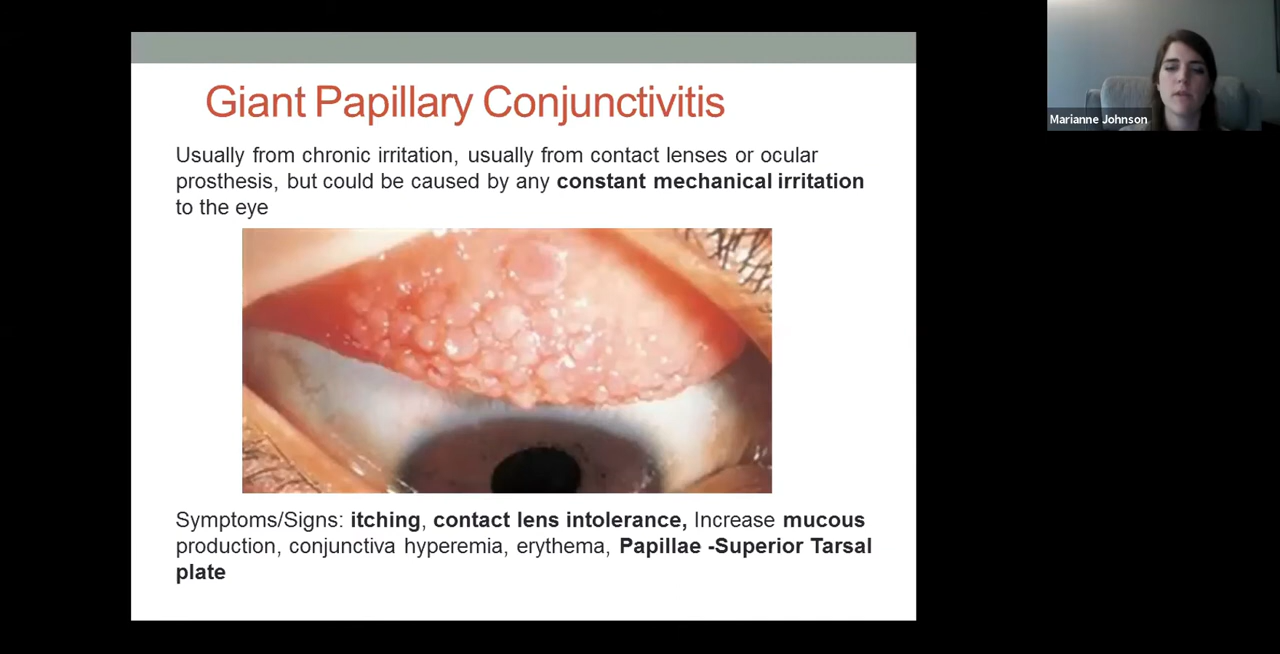 Giant Papillary Conjunctivitis
Usually from chronic irritation, usually from contact lenses or ocular
prosthesis, but could be caused by any constant mechanical irritation
to the eye
Symptoms/Signs: itching, contact lens intolerance, Increase mucous
production, conjunctiva hyperemia, erythema, Papillae -Superior Tarsal
plate
Marianne Johnson